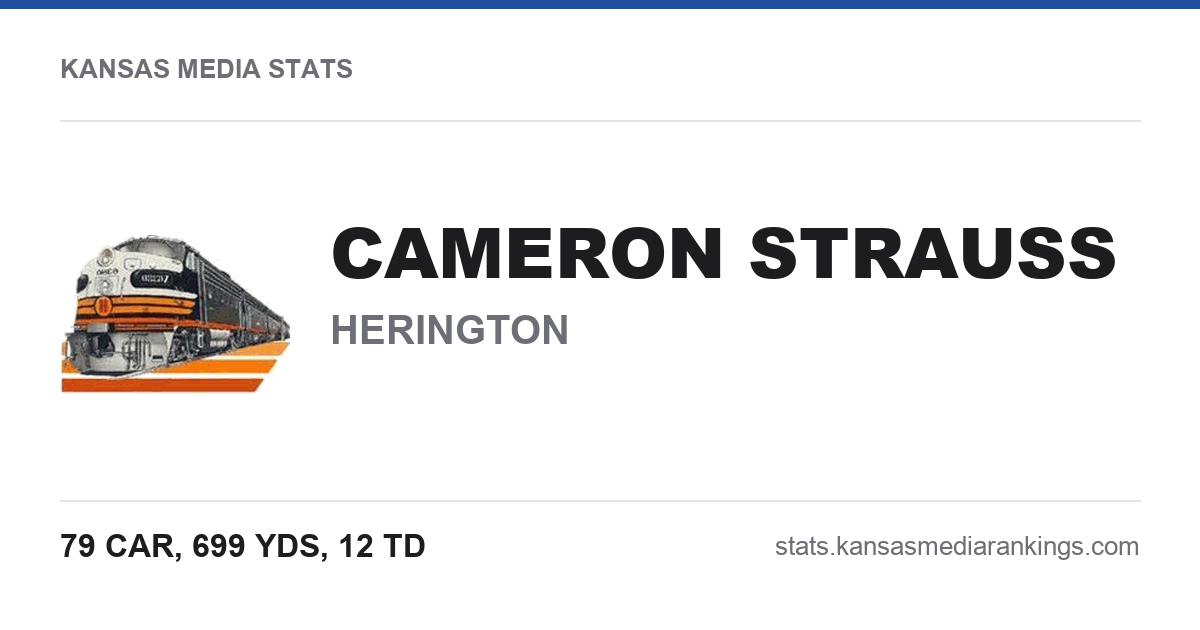 KANSAS MEDIA STATS
CAMERON STRAUSS
HERINGTON
79 CAR, 699 YDS, 12 TD
stats.kansasmediarankings.com